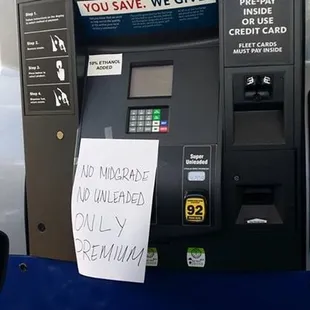 YOU SAVE. WE GIVE.
Step 1.
Step 2.
Step 3.
Step 4.
10% ETHANOL
ADDED
PRE-PAY
INSIDE
OR USE
CREDIT CARD
FLEET CARDS
MUST PAY INSIDE
Super
Unleaded
92
NO MIDGRADE
NO UNLEADED
ONLY
PREMIUM